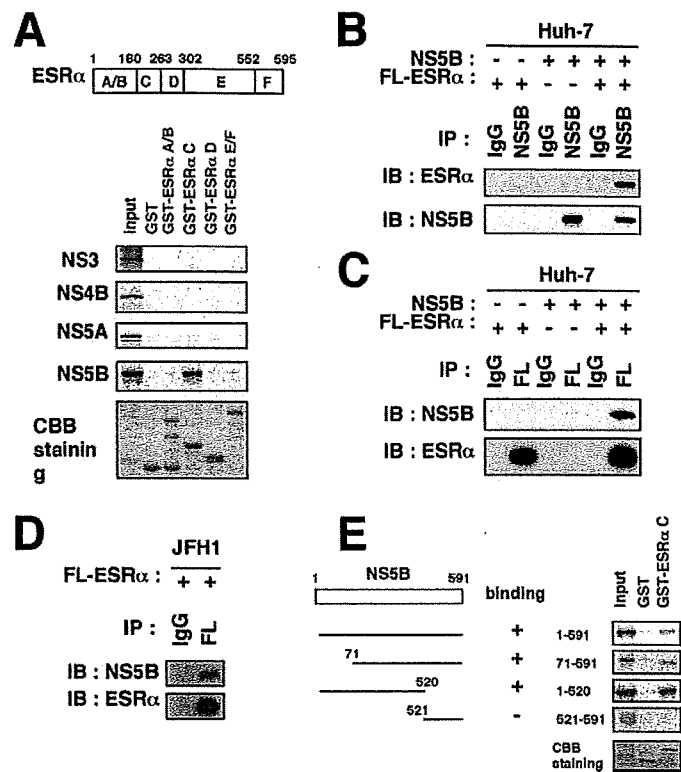 A
1 180 263 302 552 595
ESRα A/B C D E F
Input GST GST-ESRα A/B GST-ESRα C GST-ESRα D GST-ESRα E/F
NS3
NS4B
NS5A
NS5B
CBB
stainin
g
B
Huh-7
NS5B : - - + + + +
FL-ESRα : + + - - + +
IP : IgG NS5B IgG NS5B IgG NS5B
IB : ESRα
IB : NS5B
C
Huh-7
NS5B : - - + + + +
FL-ESRα : + + - - + +
IP : IgG FL IgG FL IgG FL
IB : NS5B
IB : ESRα
D
JFH1
FL-ESRα : + +
IP : IgG FL
IB : NS5B
IB : ESRα
E
1 NS5B 591
binding
Input GST GST-ESRα C
+ 1-591
71 + 71-591
520 + 1-520
521 - 521-591
CBB
staining